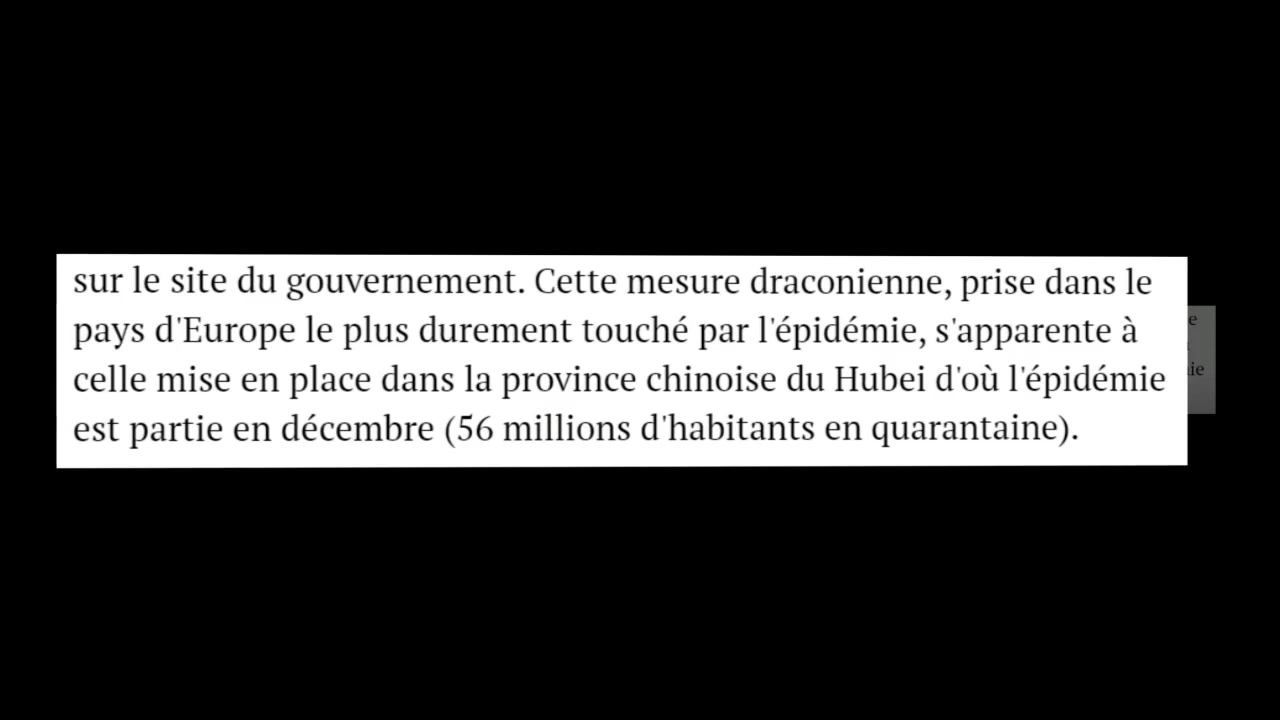 sur le site du gouvernement. Cette mesure draconienne, prise dans le
pays d'Europe le plus durement touché par l'épidémie, s'apparente à
celle mise en place dans la province chinoise du Hubei d'où l'épidémie
est partie en décembre (56 millions d'habitants en quarantaine).